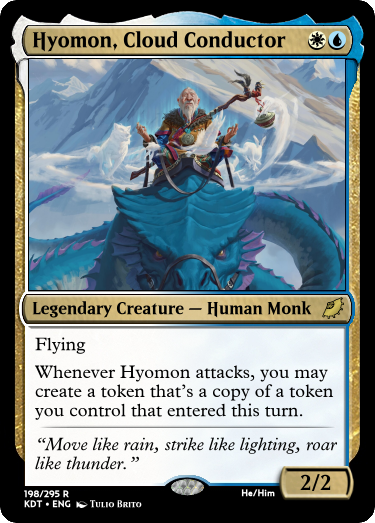 Hyomon, Cloud Conductor
Legendary Creature — Human Monk
Flying
Whenever Hyomon attacks, you may
create a token that's a copy of a token
you control that entered this turn.
“Move like rain, strike like lighting, roar
like thunder.”
2/2
198/295 R
He/Him
KDT • ENG Tulio Brito